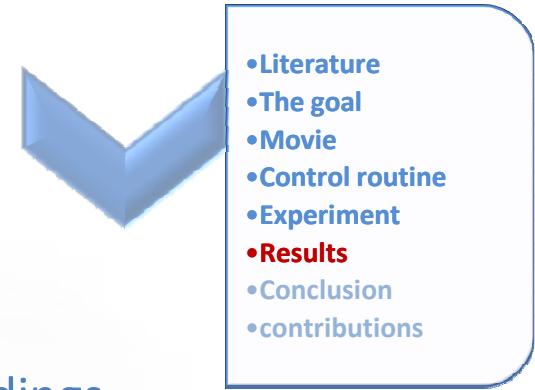 •Literature
•The goal
•Movie
•Control routine
•Experiment
•Results
•Conclusion
•contributions